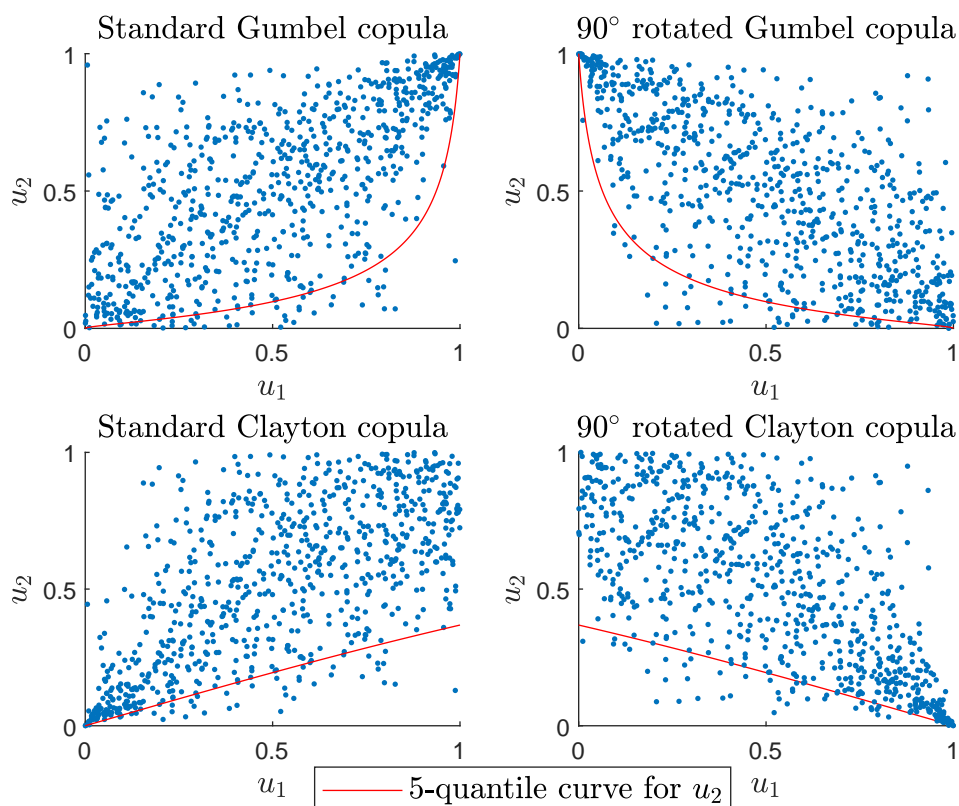 Standard Gumbel copula
1
u₂
0.5
0
0
0.5
1
u₁
90° rotated Gumbel copula
1
u₂
0.5
0
0
0.5
1
u₁
Standard Clayton copula
1
u₂
0.5
0
0
0.5
1
u₁
90° rotated Clayton copula
1
u₂
0.5
0
0
0.5
1
u₁
5-quantile curve for u₂